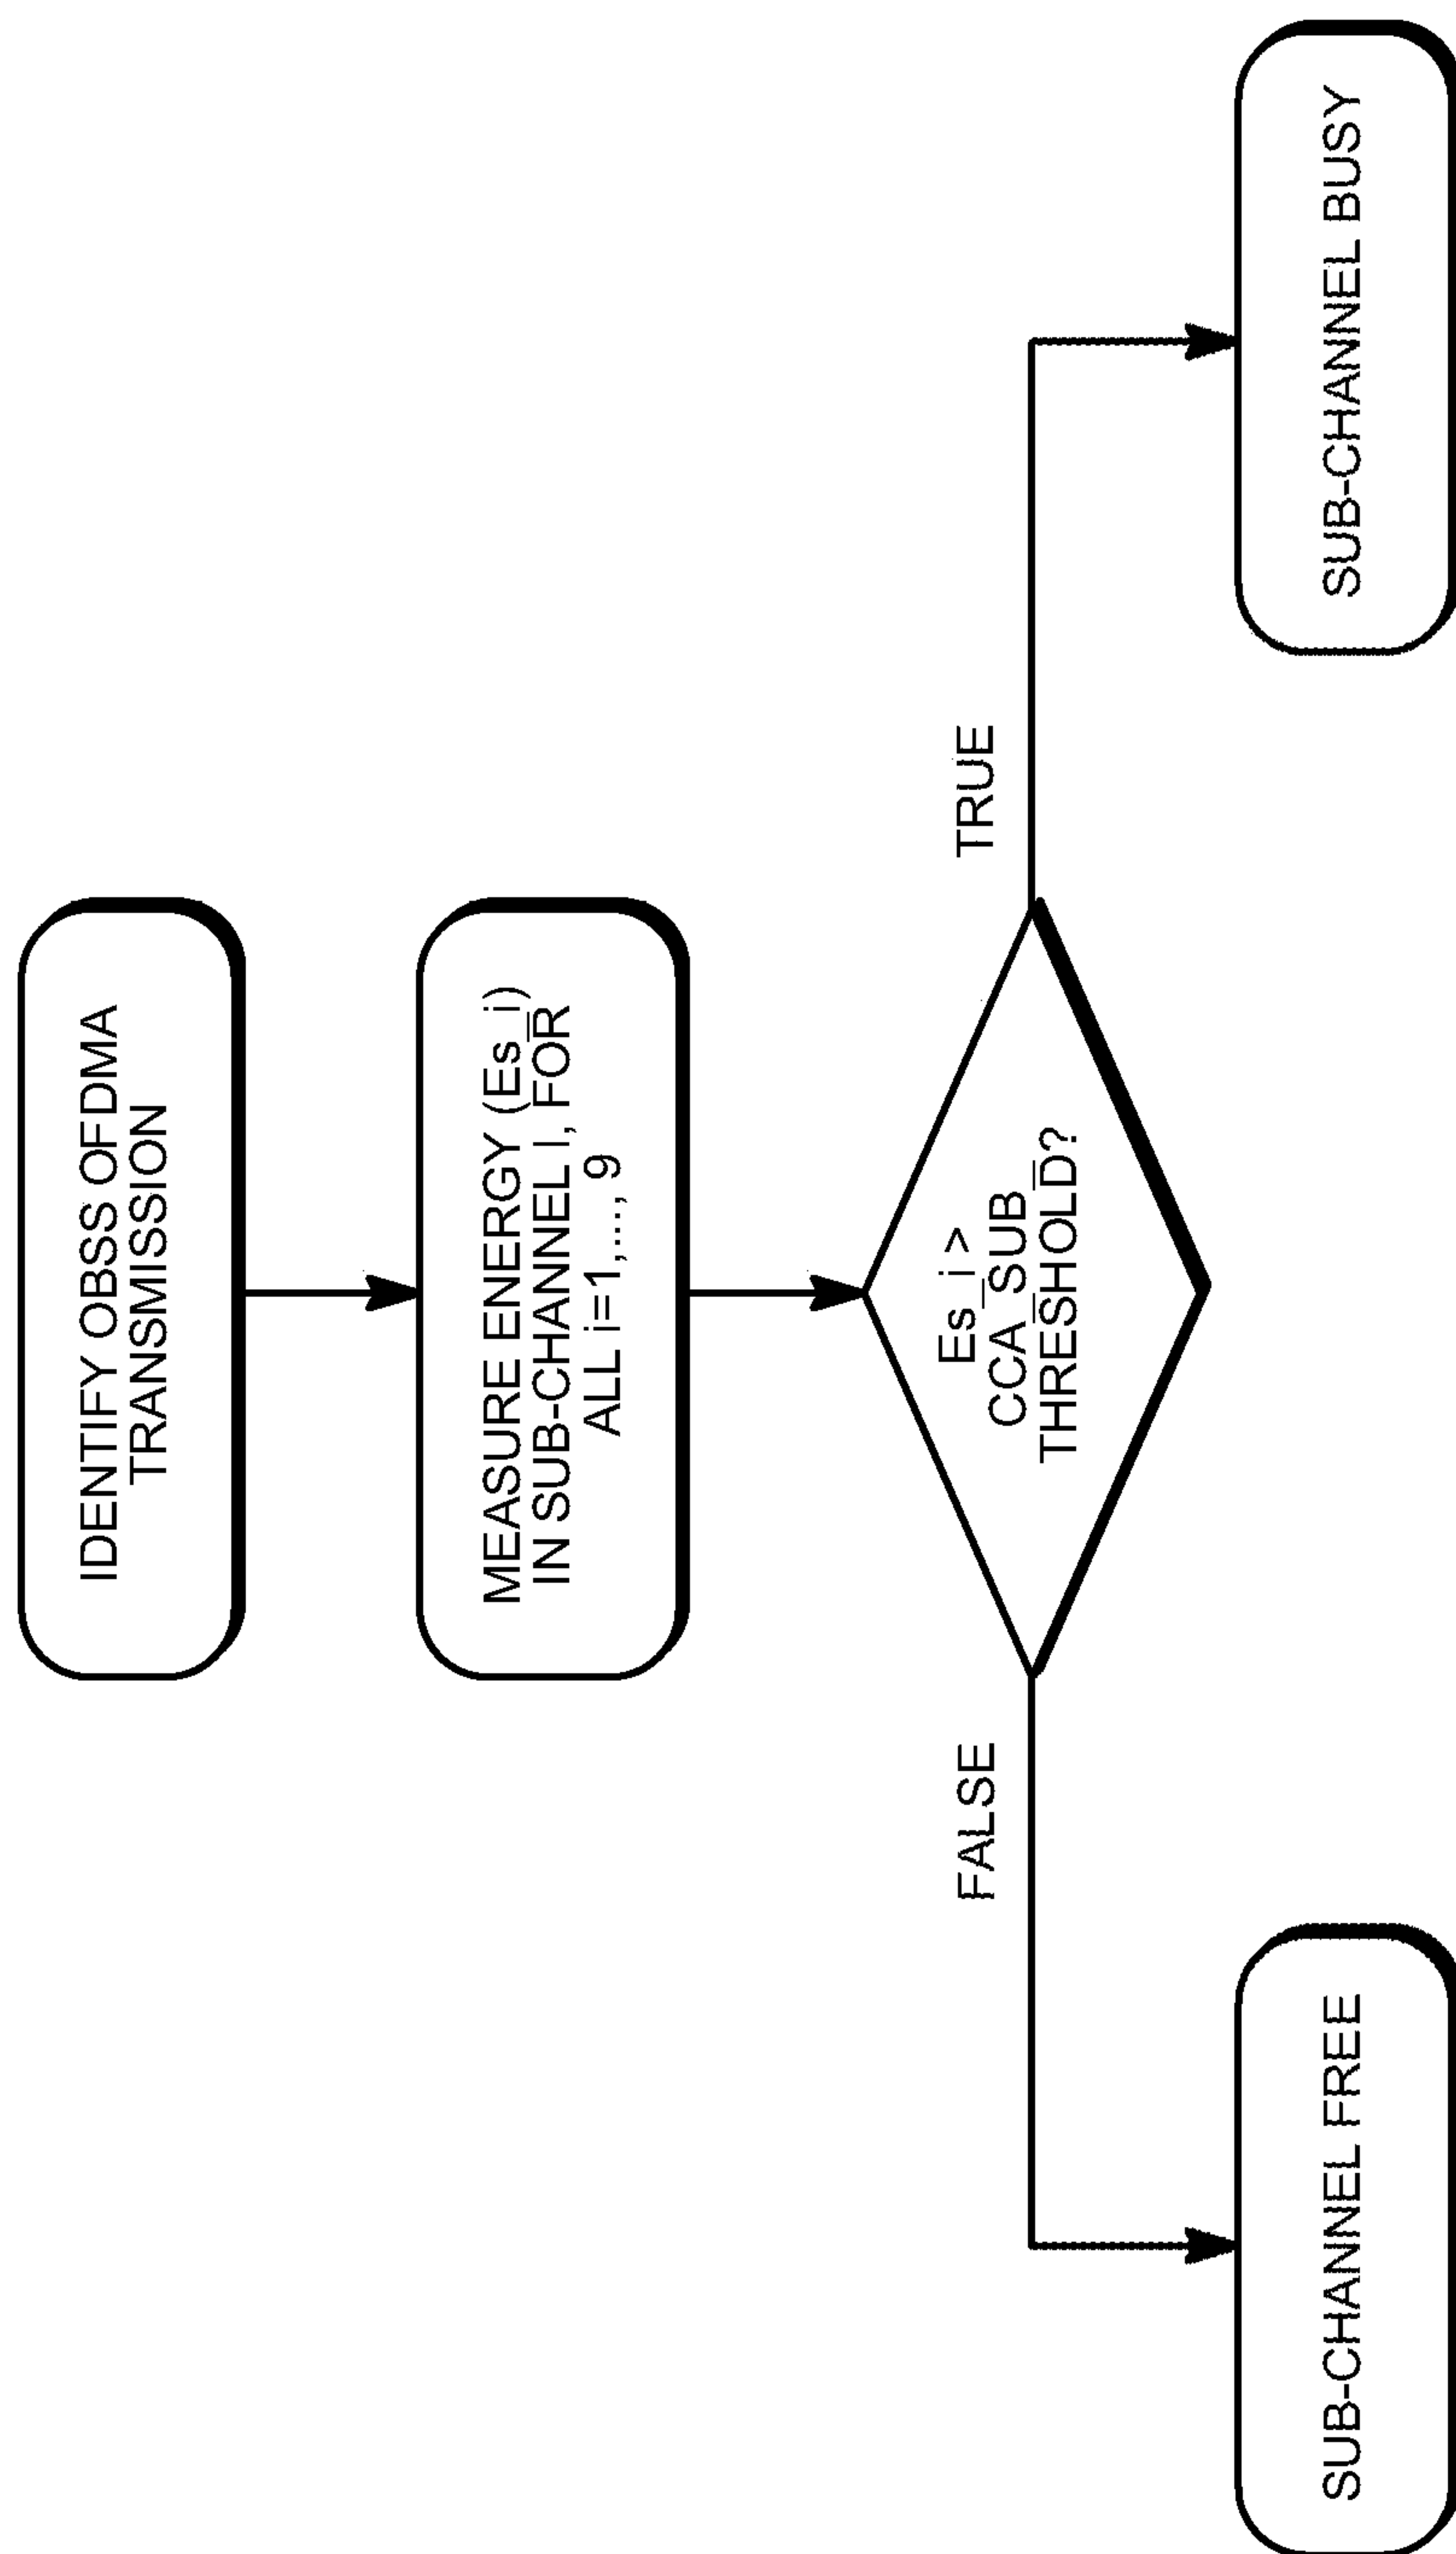 IDENTIFY OBSS OFDMA
TRANSMISSION
MEASURE ENERGY (Es_i)
IN SUB-CHANNEL i, FOR
ALL i=1,..., 9
Es_i >
CCA_SUB_
THRESHOLD?
FALSE
TRUE
SUB-CHANNEL FREE
SUB-CHANNEL BUSY